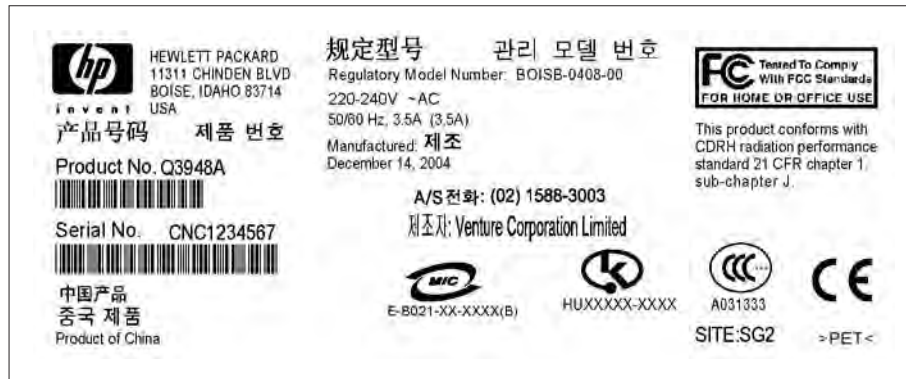 hp
invent
HEWLETT PACKARD
11311 CHINDEN BLVD
BOISE, IDAHO 83714
USA
产品号码 제품 번호
Product No. Q3948A
Serial No. CNC1234567
中国产品
중국 제품
Product of China
规定型号 관리 모델 번호
Regulatory Model Number: BOISB-0408-00
220-240V ~AC
50/60 Hz, 3.5A (3.5A)
Manufactured: 제조
December 14, 2004
A/S전화: (02) 1588-3003
제조자: Venture Corporation Limited
MIC
E-B021-XX-XXXX(B)
HUXXXXX-XXXX
FC Tested To Comply
With FCC Standards
FOR HOME OR OFFICE USE
This product conforms with
CDRH radiation performance
standard 21 CFR chapter 1.
sub-chapter J.
CCC
A031333
CE
SITE:SG2 >PET<